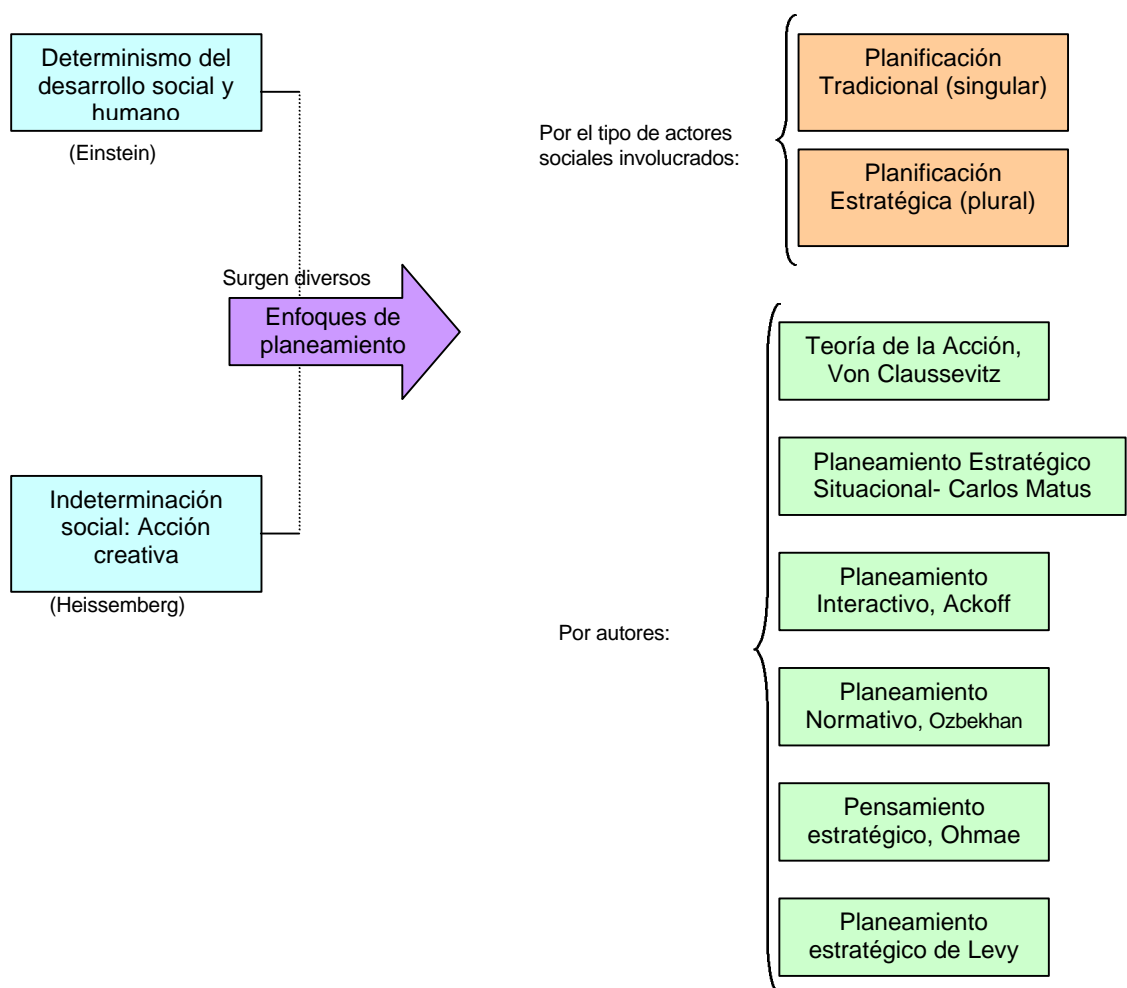 Determinismo del
desarrollo social y
humano
(Einstein)
Surgen diversos
Enfoques de
planeamiento
Indeterminación
social: Acción
creativa
(Heissemberg)
Por el tipo de actores
sociales involucrados:
Planificación
Tradicional (singular)
Planificación
Estratégica (plural)
Por autores:
Teoría de la Acción,
Von Claussevitz
Planeamiento Estratégico
Situacional- Carlos Matus
Planeamiento
Interactivo, Ackoff
Planeamiento
Normativo, Ozbekhan
Pensamiento
estratégico, Ohmae
Planeamiento
estratégico de Levy